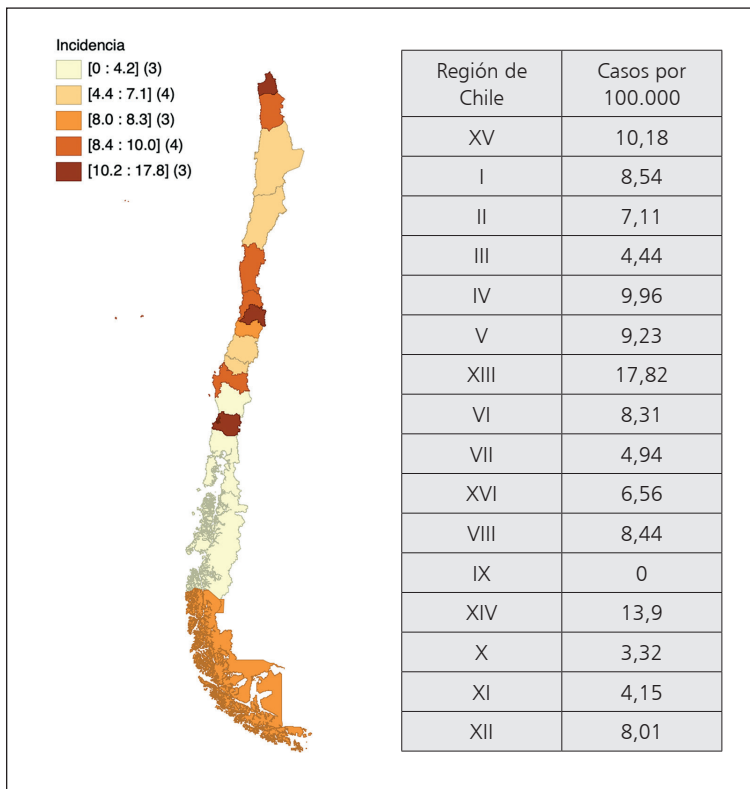 Incidencia
[0 : 4.2] (3)
[4.4 : 7.1] (4)
[8.0 : 8.3] (3)
[8.4 : 10.0] (4)
[10.2 : 17.8] (3)
Región de Chile Casos por 100.000
XV 10,18
I 8,54
II 7,11
III 4,44
IV 9,96
V 9,23
XIII 17,82
VI 8,31
VII 4,94
XVI 6,56
VIII 8,44
IX 0
XIV 13,9
X 3,32
XI 4,15
XII 8,01